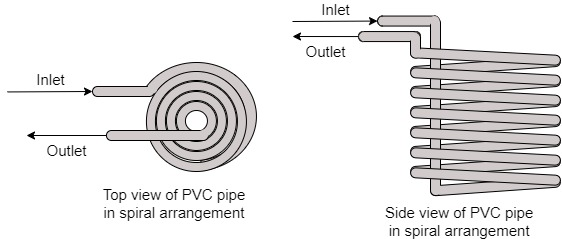 Inlet
Outlet
Top view of PVC pipe
in spiral arrangement
Inlet
Outlet
Side view of PVC pipe
in spiral arrangement